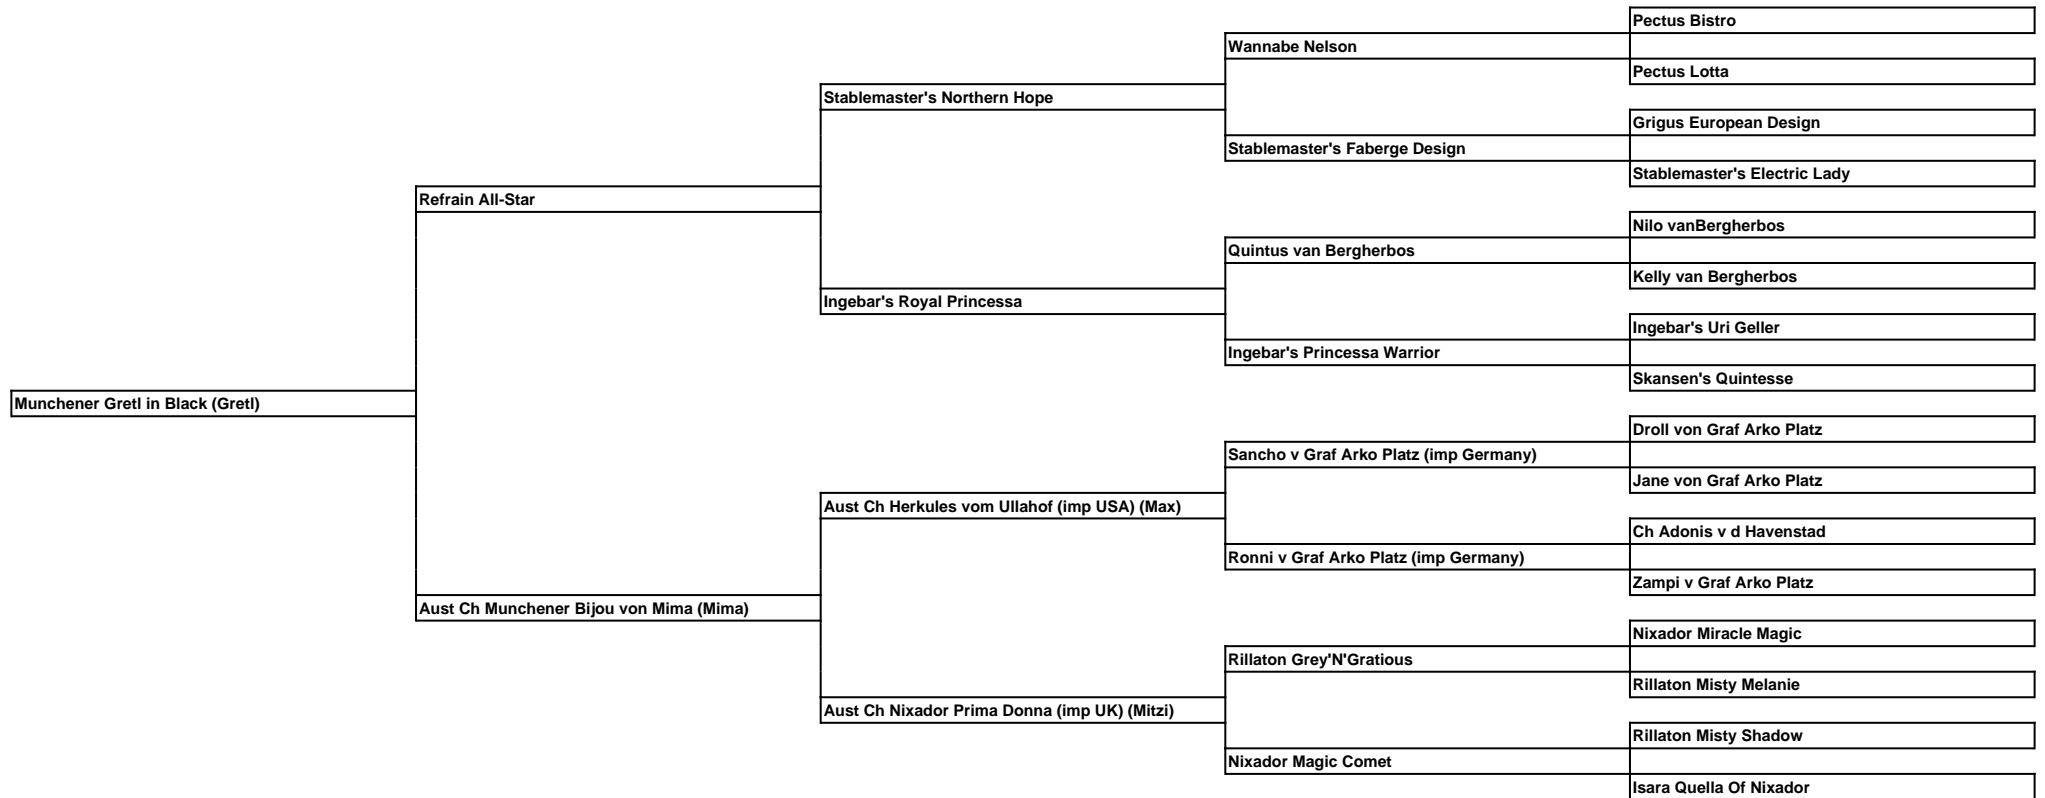 Pectus Bistro
Wannabe Nelson
Pectus Lotta
Stablemaster's Northern Hope
Grigus European Design
Stablemaster's Faberge Design
Stablemaster's Electric Lady
Refrain All-Star
Nilo vanBergherbos
Quintus van Bergherbos
Kelly van Bergherbos
Ingebar's Royal Princessa
Ingebar's Uri Geller
Ingebar's Princessa Warrior
Skansen's Quintesse
Munchener Gretl in Black (Gretl)
Droll von Graf Arko Platz
Sancho v Graf Arko Platz (imp Germany)
Jane von Graf Arko Platz
Aust Ch Herkules vom Ullahof (imp USA) (Max)
Ch Adonis v d Havenstad
Ronni v Graf Arko Platz (imp Germany)
Zampi v Graf Arko Platz
Aust Ch Munchener Bijou von Mima (Mima)
Nixador Miracle Magic
Rillaton Grey'N'Gratious
Rillaton Misty Melanie
Aust Ch Nixador Prima Donna (imp UK) (Mitzi)
Rillaton Misty Shadow
Nixador Magic Comet
Isara Quella Of Nixador